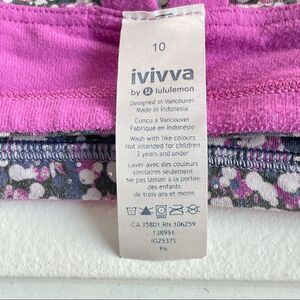 10
ivivva
by lululemon
Designed in Vancouver
Made in Indonesia
Conçu a Vancouver
Fabrique en Indonésie
Wash with like colours
Not intended for children
3 years and under
Laver avec des couleurs
similaires seulement
Ne pas laisser à la portée
des enfants
de trois ans et moins
CA 35801 RN 106259
138951
IG2537S
P6